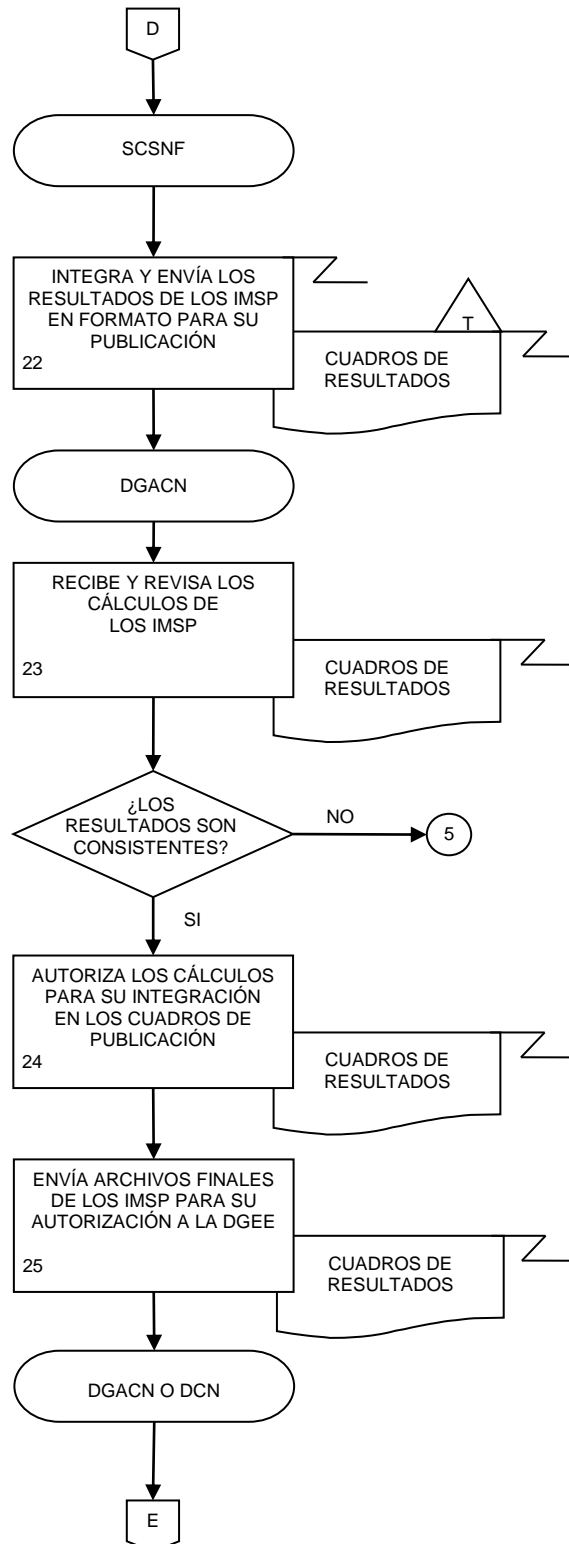 D
SCSNF
INTEGRA Y ENVÍA LOS
RESULTADOS DE LOS IMSP
EN FORMATO PARA SU
PUBLICACIÓN
22
T
CUADROS DE
RESULTADOS
DGACN
RECIBE Y REVISA LOS
CÁLCULOS DE
LOS IMSP
23
CUADROS DE
RESULTADOS
¿LOS
RESULTADOS SON
CONSISTENTES?
NO
5
SI
AUTORIZA LOS CÁLCULOS
PARA SU INTEGRACIÓN
EN LOS CUADROS DE
PUBLICACIÓN
24
CUADROS DE
RESULTADOS
ENVÍA ARCHIVOS FINALES
DE LOS IMSP PARA SU
AUTORIZACIÓN A LA DGEE
25
CUADROS DE
RESULTADOS
DGACN O DCN
E